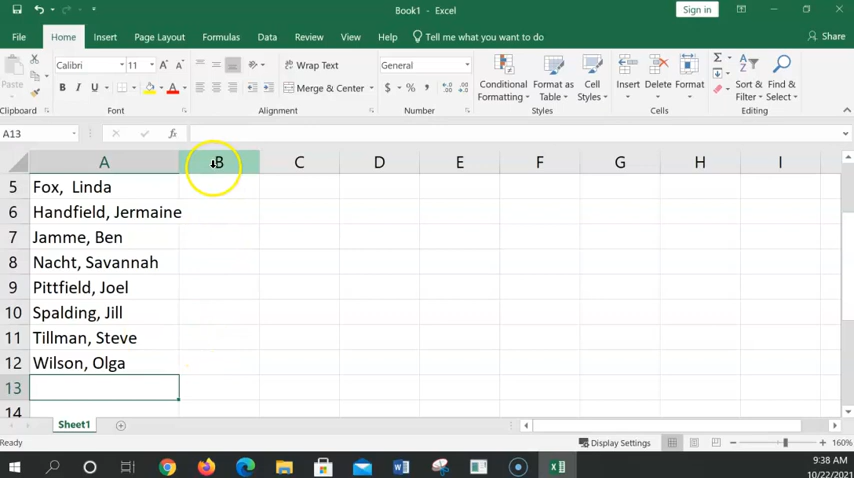 Book1 - Excel
Sign in
File Home Insert Page Layout Formulas Data Review View Help Tell me what you want to do Share
Paste Calibri 11 A A Wrap Text General Conditional Formatting Format as Table Cell Styles Insert Delete Format Sort & Filter Find & Select
B I U A Merge & Center $ % ,
Clipboard Font Alignment Number Styles Cells Editing
A13 fx
A B C D E F G H I
5 Fox, Linda
6 Handfield, Jermaine
7 Jamme, Ben
8 Nacht, Savannah
9 Pittfield, Joel
10 Spalding, Jill
11 Tillman, Steve
12 Wilson, Olga
13
14
Sheet1
Ready Display Settings 160%
9:38 AM
10/22/2021